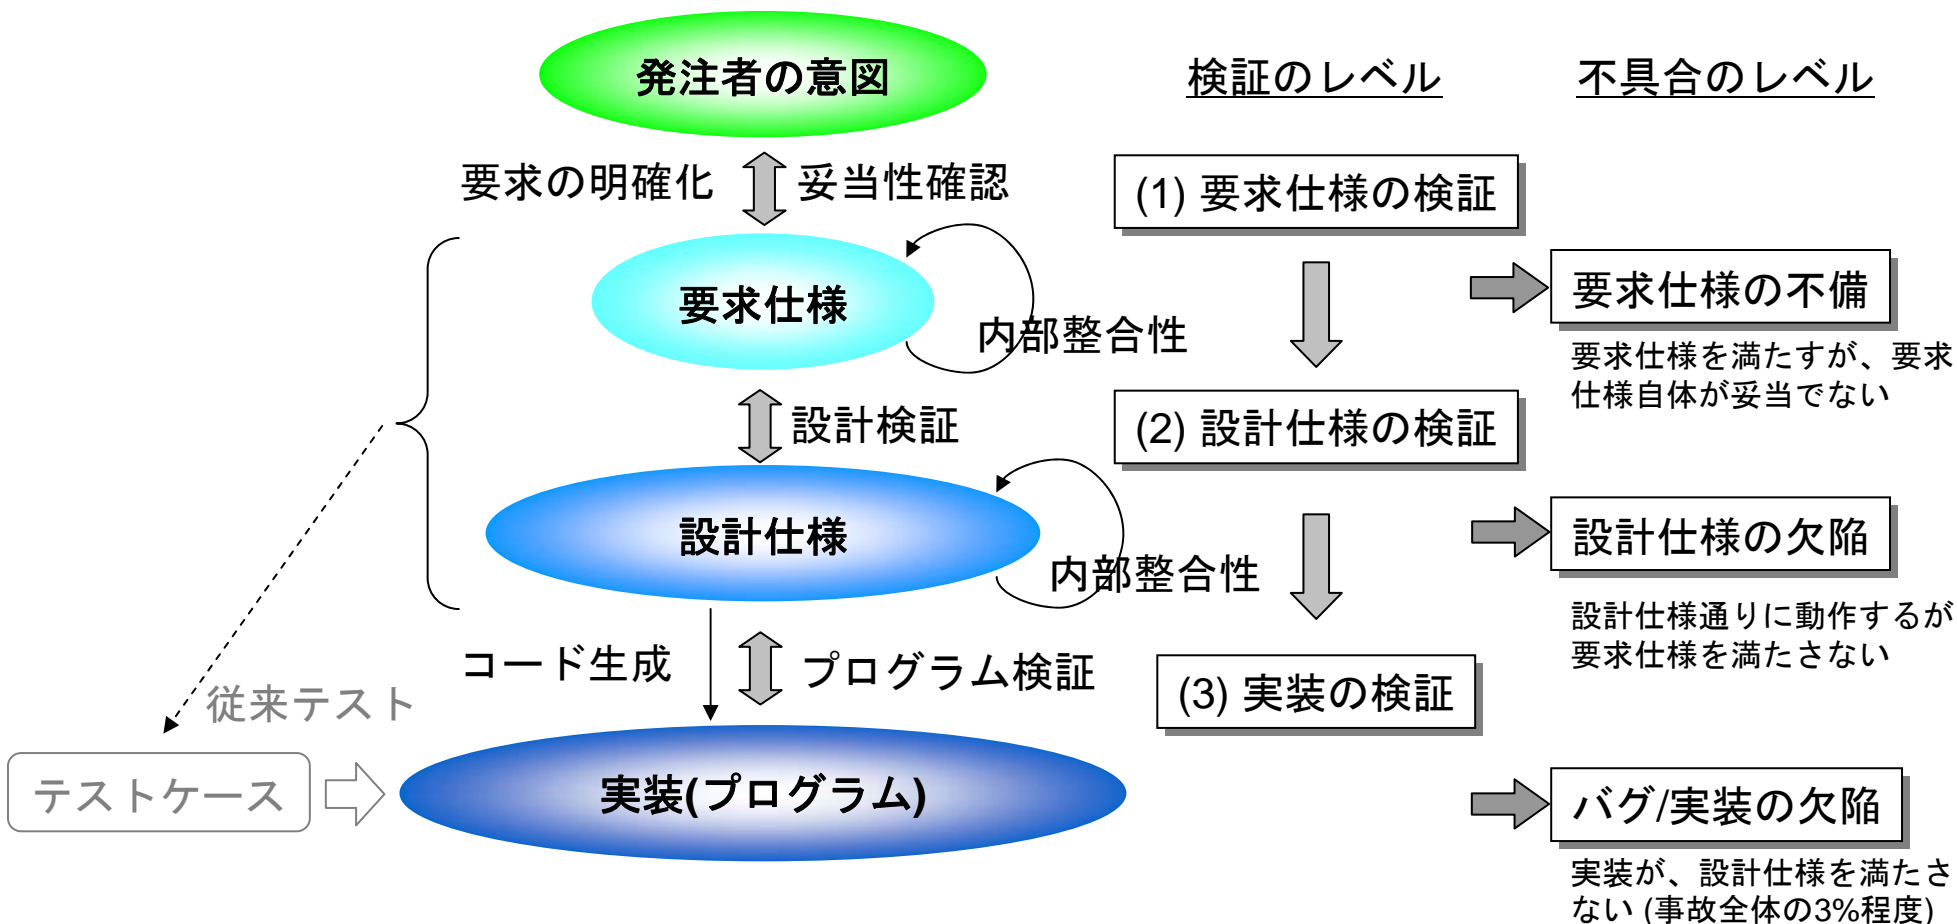 発注者の意図
検証のレベル
不具合のレベル
要求の明確化
妥当性確認
(1) 要求仕様の検証
要求仕様
内部整合性
要求仕様の不備
要求仕様を満たすが、要求
仕様自体が妥当でない
設計検証
(2) 設計仕様の検証
設計仕様
内部整合性
設計仕様の欠陥
設計仕様通りに動作するが
要求仕様を満たさない
コード生成
プログラム検証
(3) 実装の検証
従来テスト
テストケース
実装(プログラム)
バグ/実装の欠陥
実装が、設計仕様を満たさ
ない (事故全体の3%程度)